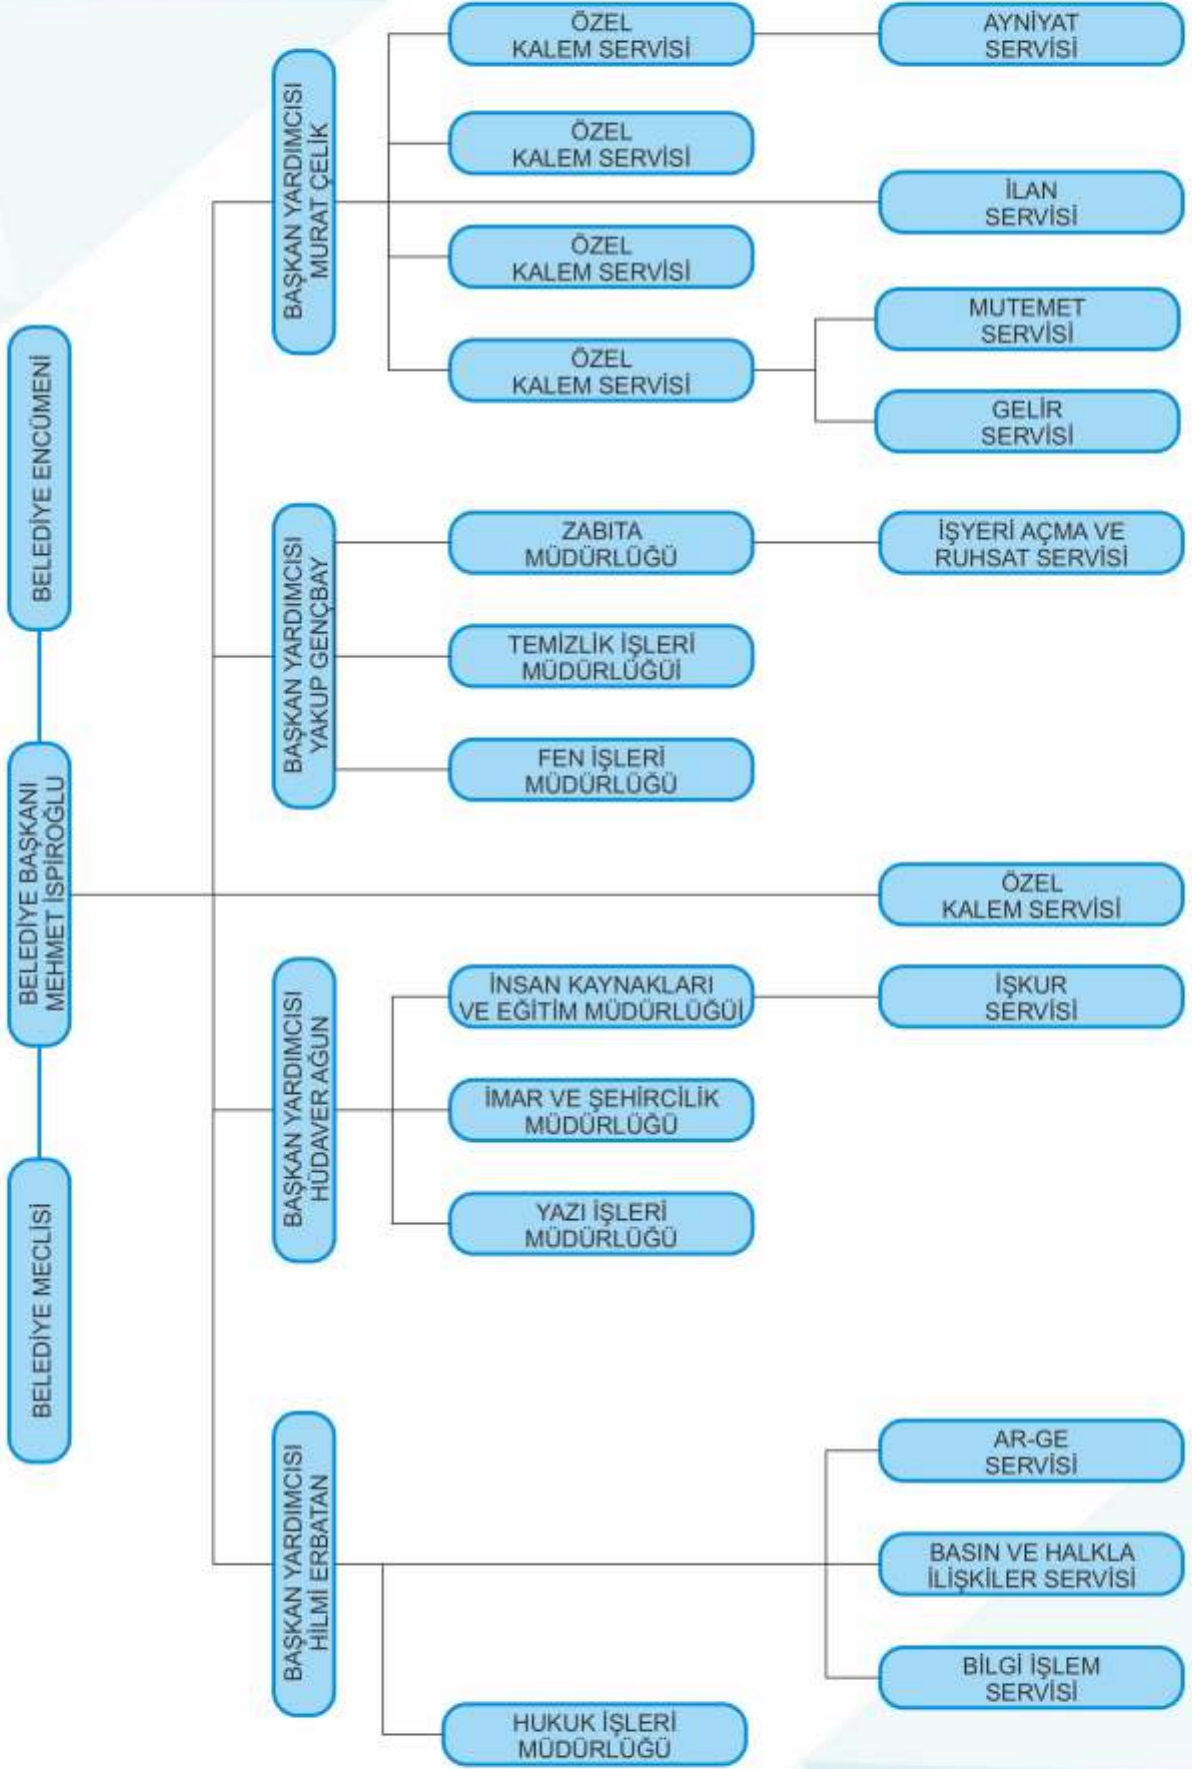 BELEDİYE ENCÜMENİ
BELEDİYE BAŞKANI
MEHMET İSPİROĞLU
BELEDİYE MECLİSİ
BAŞKAN YARDIMCISI
MURAT ÇELİK
ÖZEL
KALEM SERVİSİ
AYNİYAT
SERVİSİ
ÖZEL
KALEM SERVİSİ
İLAN
SERVİSİ
ÖZEL
KALEM SERVİSİ
ÖZEL
KALEM SERVİSİ
MUTEMET
SERVİSİ
GELİR
SERVİSİ
BAŞKAN YARDIMCISI
YAKUP GENÇBAY
ZABITA
MÜDÜRLÜĞÜ
İŞYERİ AÇMA VE
RUHSAT SERVİSİ
TEMİZLİK İŞLERİ
MÜDÜRLÜĞÜİ
FEN İŞLERİ
MÜDÜRLÜĞÜ
ÖZEL
KALEM SERVİSİ
BAŞKAN YARDIMCISI
HÜDAVER AĞUN
İNSAN KAYNAKLARI
VE EĞİTİM MÜDÜRLÜĞÜİ
İŞKUR
SERVİSİ
İMAR VE ŞEHİRCİLİK
MÜDÜRLÜĞÜ
YAZI İŞLERİ
MÜDÜRLÜĞÜ
BAŞKAN YARDIMCISI
HİLMİ ERBATAN
AR-GE
SERVİSİ
BASIN VE HALKLA
İLİŞKİLER SERVİSİ
BİLGİ İŞLEM
SERVİSİ
HUKUK İŞLERİ
MÜDÜRLÜĞÜ